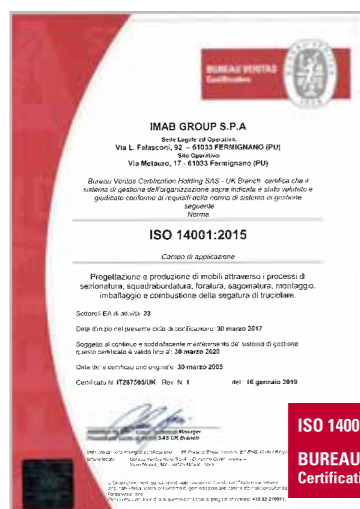 BUREAU VERITAS
Certification
IMAB GROUP S.P.A
Sede Legale ed Operativa:
Via L. Falasconi, 92 – 61033 FERMIGNANO (PU)
Sito Operativo:
Via Metauro, 17 - 61033 Fermignano (PU)
Bureau Veritas Certification Holding SAS - UK Branch certifica che il
sistema di gestione dell'organizzazione sopra indicata è stato valutato e
giudicato conforme ai requisiti della norma di sistema di gestione
seguente
Norma
ISO 14001:2015
Campo di applicazione
Progettazione e produzione di mobili attraverso i processi di
sezionatura, squadrabordatura, foratura, sagomatura, montaggio,
imballaggio e combustione della segatura di truciolare.
Settore/i EA di attività: 23
Data d'inizio del presente ciclo di certificazione: 30 marzo 2017
Soggetto al continuo e soddisfacente mantenimento del sistema di gestione
questo certificato è valido fino al: 30 marzo 2020
Data della certificazione originale: 30 marzo 2005
Certificato N. IT287505/UK Rev. N. 1 del: 16 gennaio 2019
Manager
SAS UK Branch
ISO 1400
BUREAU
Certificati